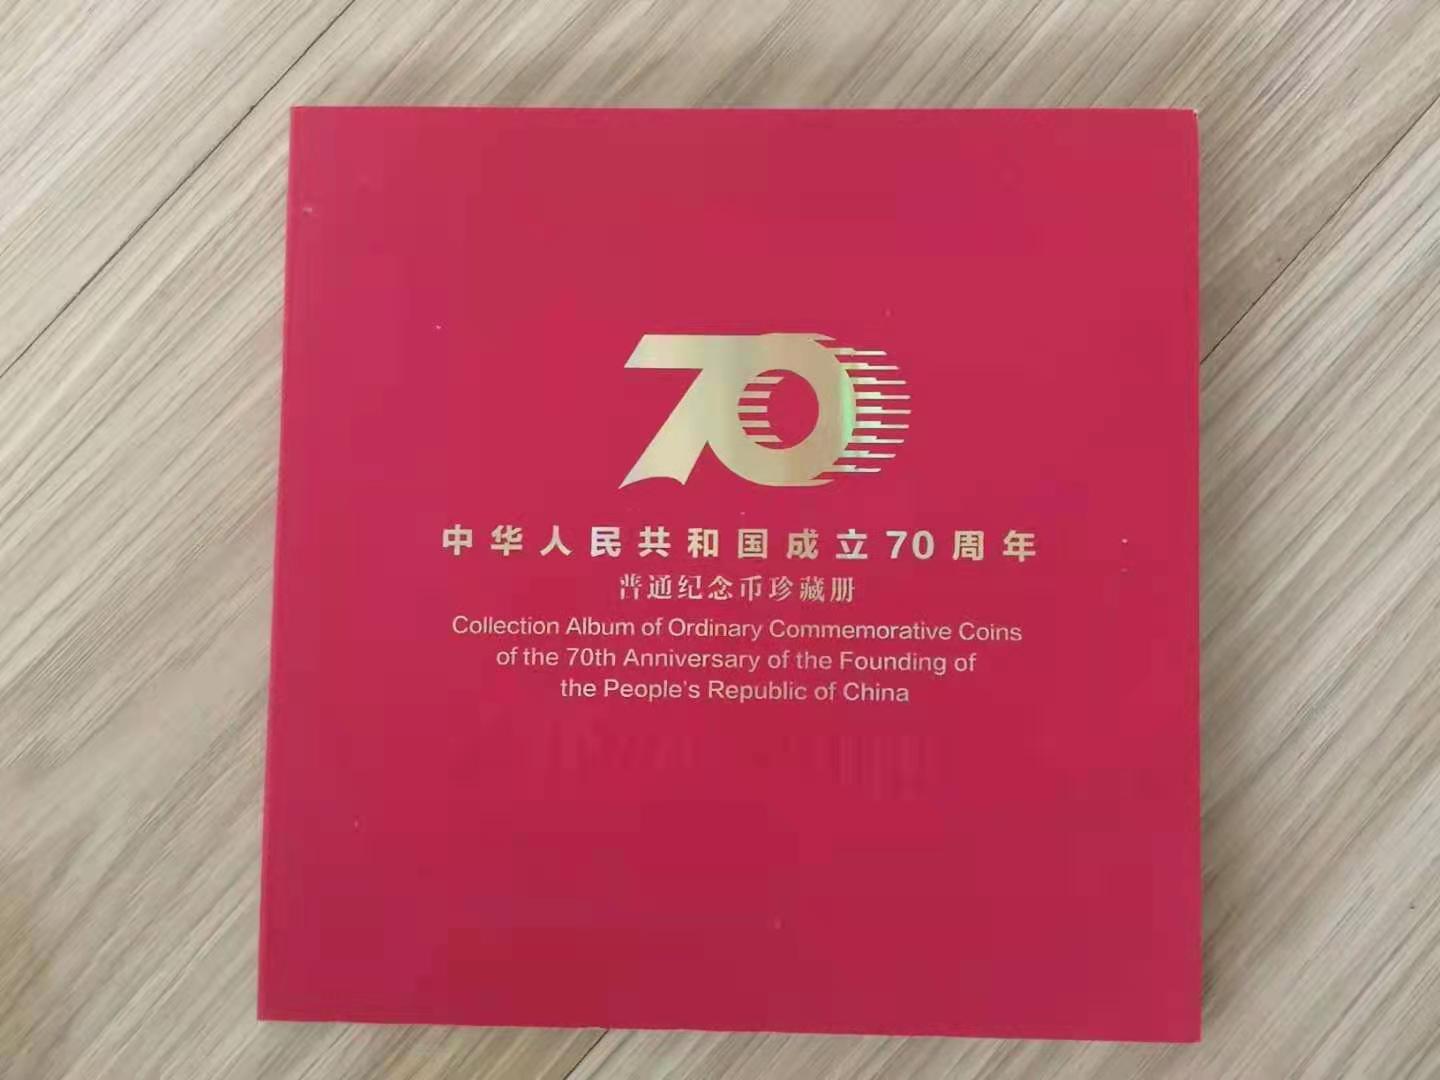 70
中华人民共和国成立70周年
普通纪念币珍藏册
Collection Album of Ordinary Commemorative Coins
of the 70th Anniversary of the Founding of
the People's Republic of China